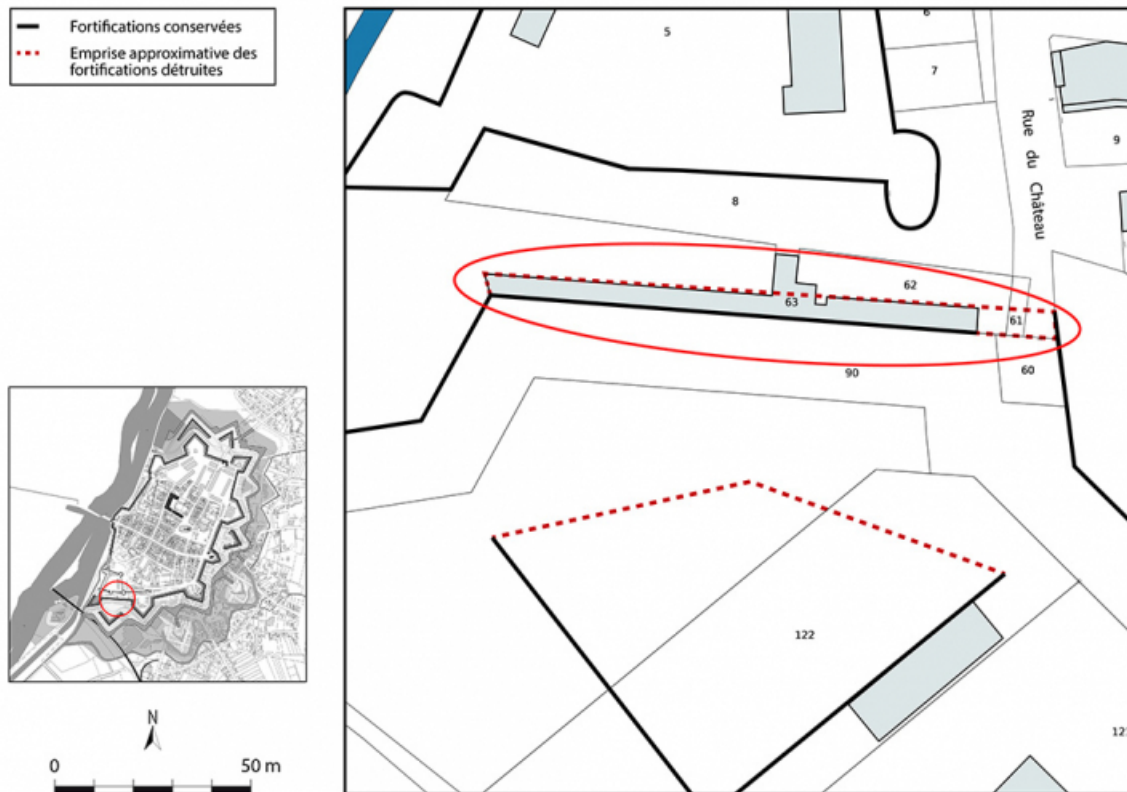 Fortifications conservées
Emprise approximative des
fortifications détruites
5
6
7
9
Rue du Château
8
62
63
61
90
60
122
N
0 50 m